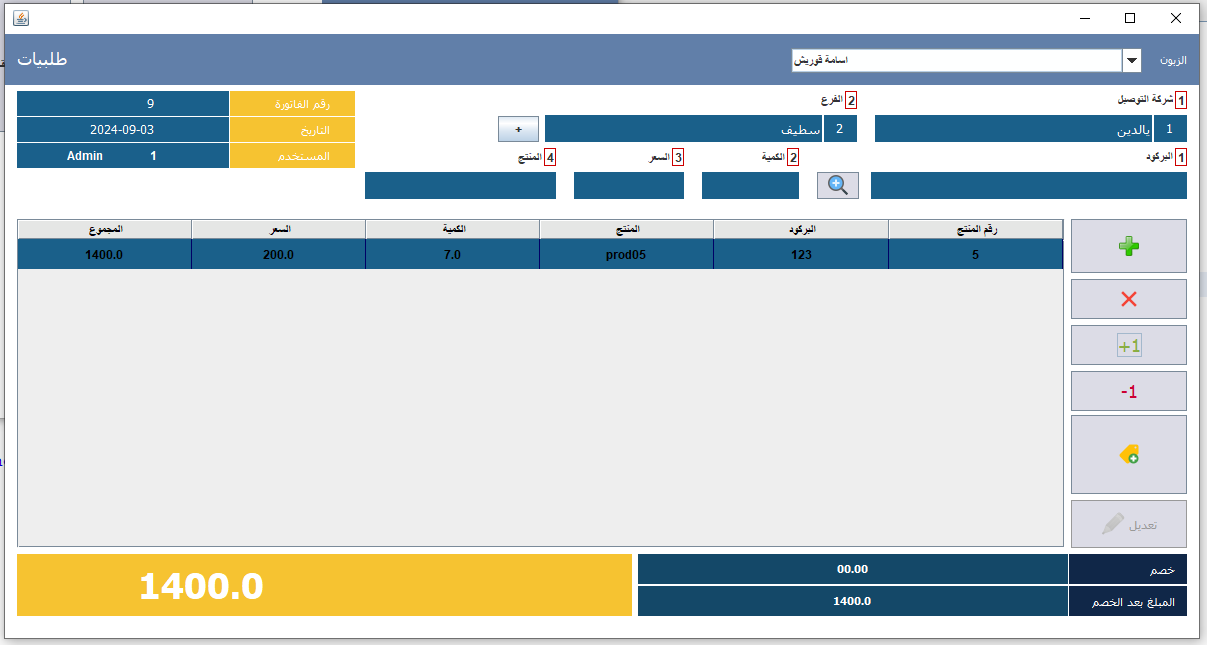 طلبيات
الزبون
اسامة قوريش
1 شركة التوصيل
2 الفرع
رقم الفاتورة 9
1 يالدين
2 سطيف
+
التاريخ 2024-09-03
المستخدم 1 Admin
1 البركود
2 الكمية
3 السعر
4 المنتج
رقم المنتج البركود المنتج الكمية السعر المجموع
5 123 prod05 7.0 200.0 1400.0
+1
-1
تعديل
خصم 00.00
المبلغ بعد الخصم 1400.0
1400.0